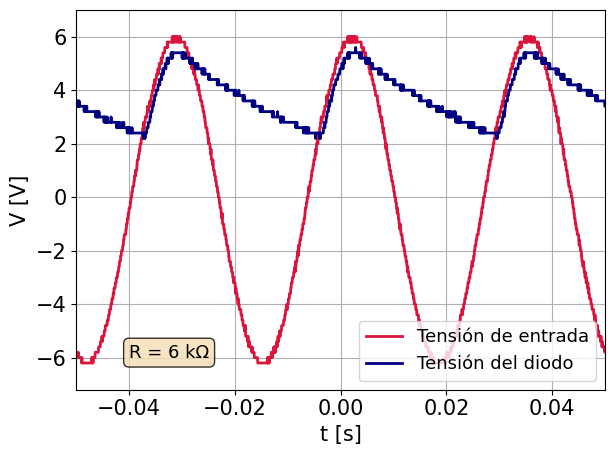 6
4
2
0
−2
−4
−6
V [V]
R = 6 kΩ
Tensión de entrada
Tensión del diodo
−0.04 −0.02 0.00 0.02 0.04
t [s]